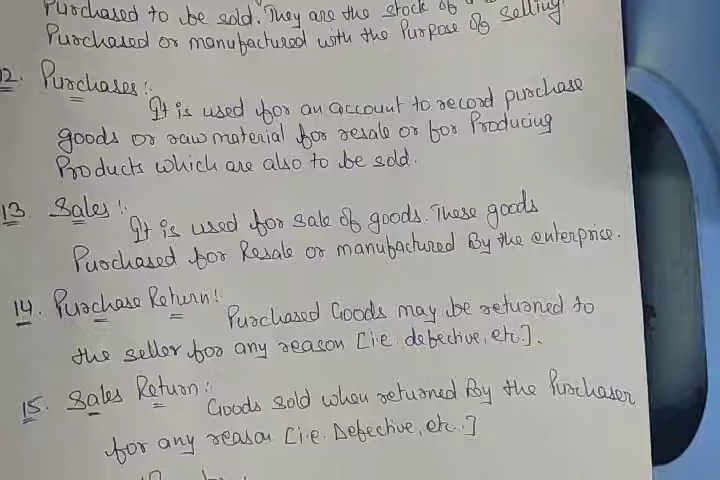 Purchased to be sold. They are the stock of
Purchased or manufactured with the Purpose of selling
12. Purchases:
It is used for an account to record purchase
goods or raw material for resale or for Producing
Products which are also to be sold.
13. Sales:
It is used for sale of goods. These goods
Purchased for Resale or manufactured By the enterprise.
14. Purchase Return:
Purchased Goods may be returned to
the seller for any reason [i.e. defective, etc.].
15. Sales Return:
Goods sold when returned By the Purchaser
for any reason [i.e. Defective, etc.]